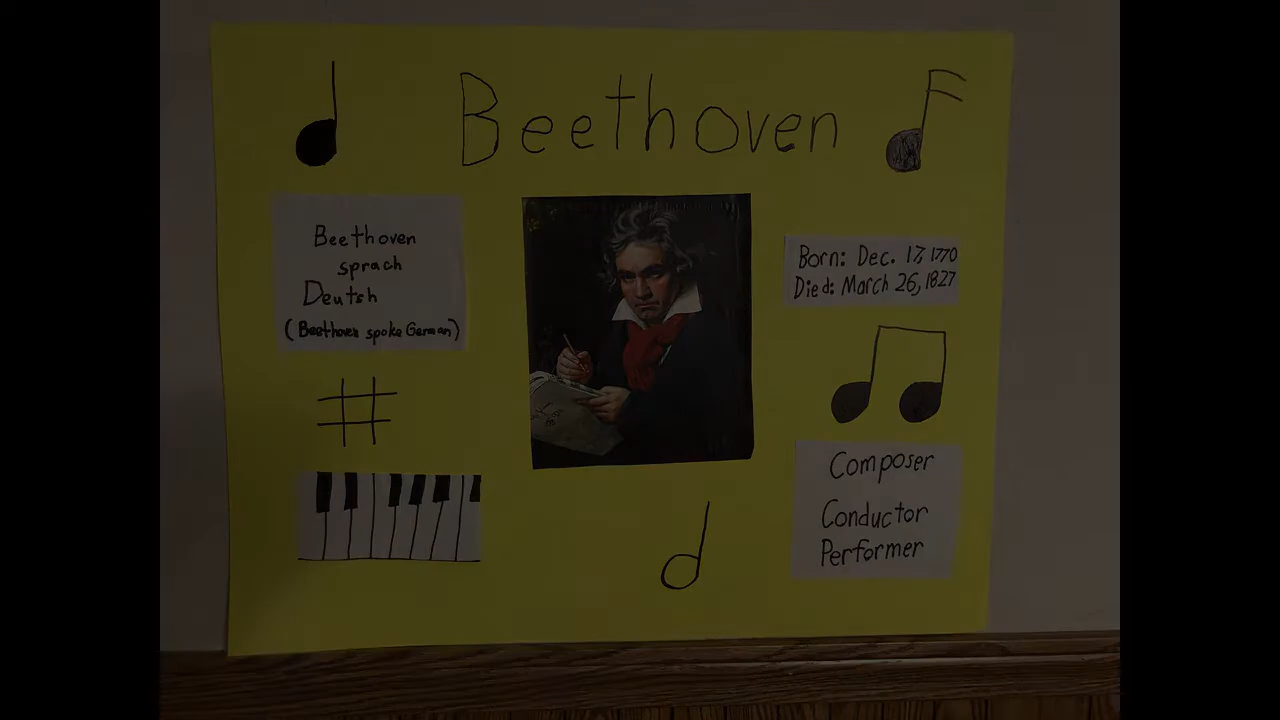 Beethoven
Beethoven
sprach
Deutsh
(Beethoven spoke German)
Born: Dec. 17, 1770
Died: March 26, 1827
Composer
Conductor
Performer